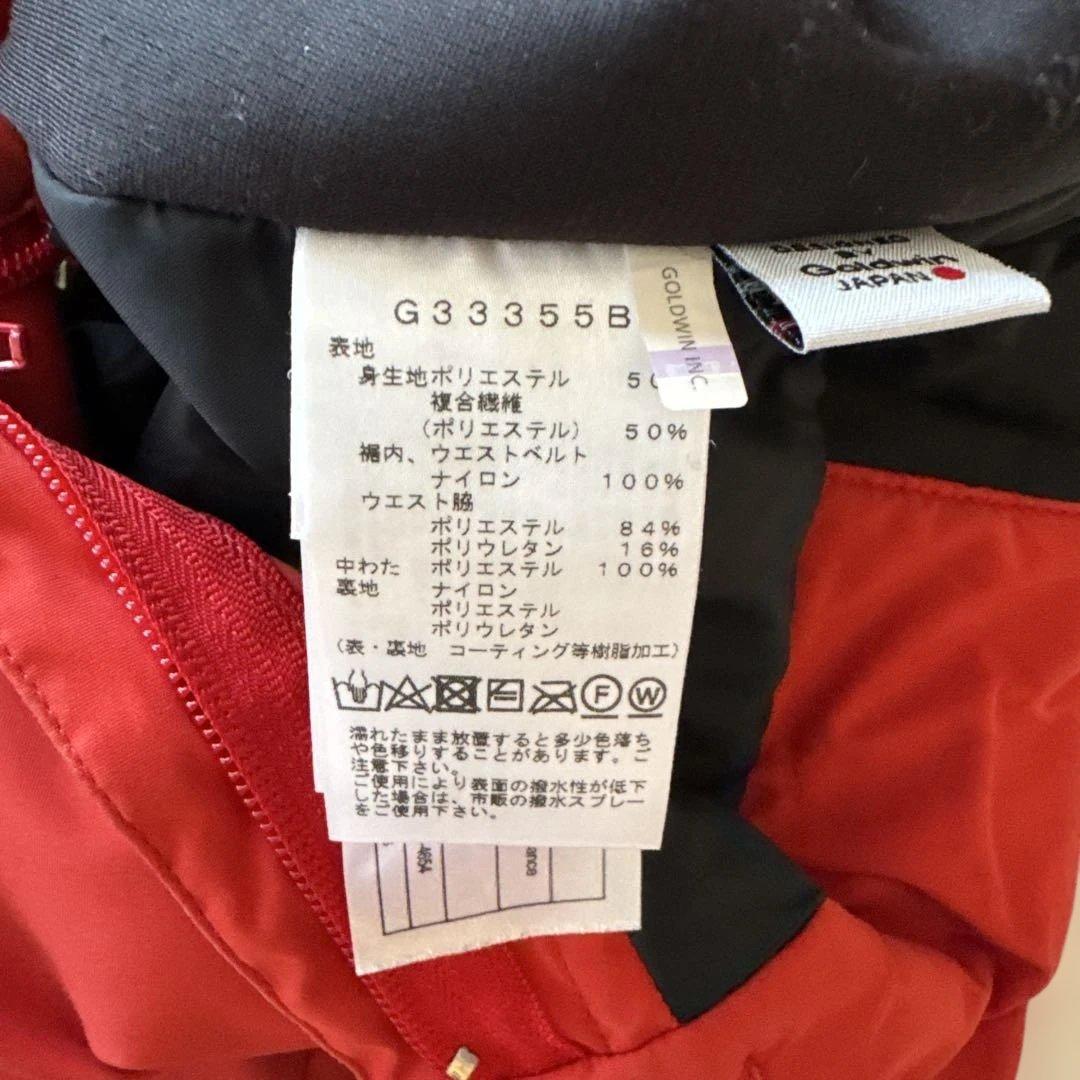 G33355B
GOLDWIN INC.
DESIGNED
BY
Goldwin
JAPAN
表地
身生地ポリエステル 50
複合繊維
(ポリエステル) 50%
裾内、ウエストベルト
ナイロン 100%
ウエスト脇
ポリエステル 84%
ポリウレタン 16%
中わた ポリエステル 100%
裏地 ナイロン
ポリエステル
ポリウレタン
(表・裏地 コーティング等樹脂加工)
F W
濡れたまま放置すると多少色落ち
や色移りすることがあります。ご
注意下さい。
ご使用により表面の撥水性が低下
した場合は、市販の撥水スプレー
をご使用下さい。
4654
ance